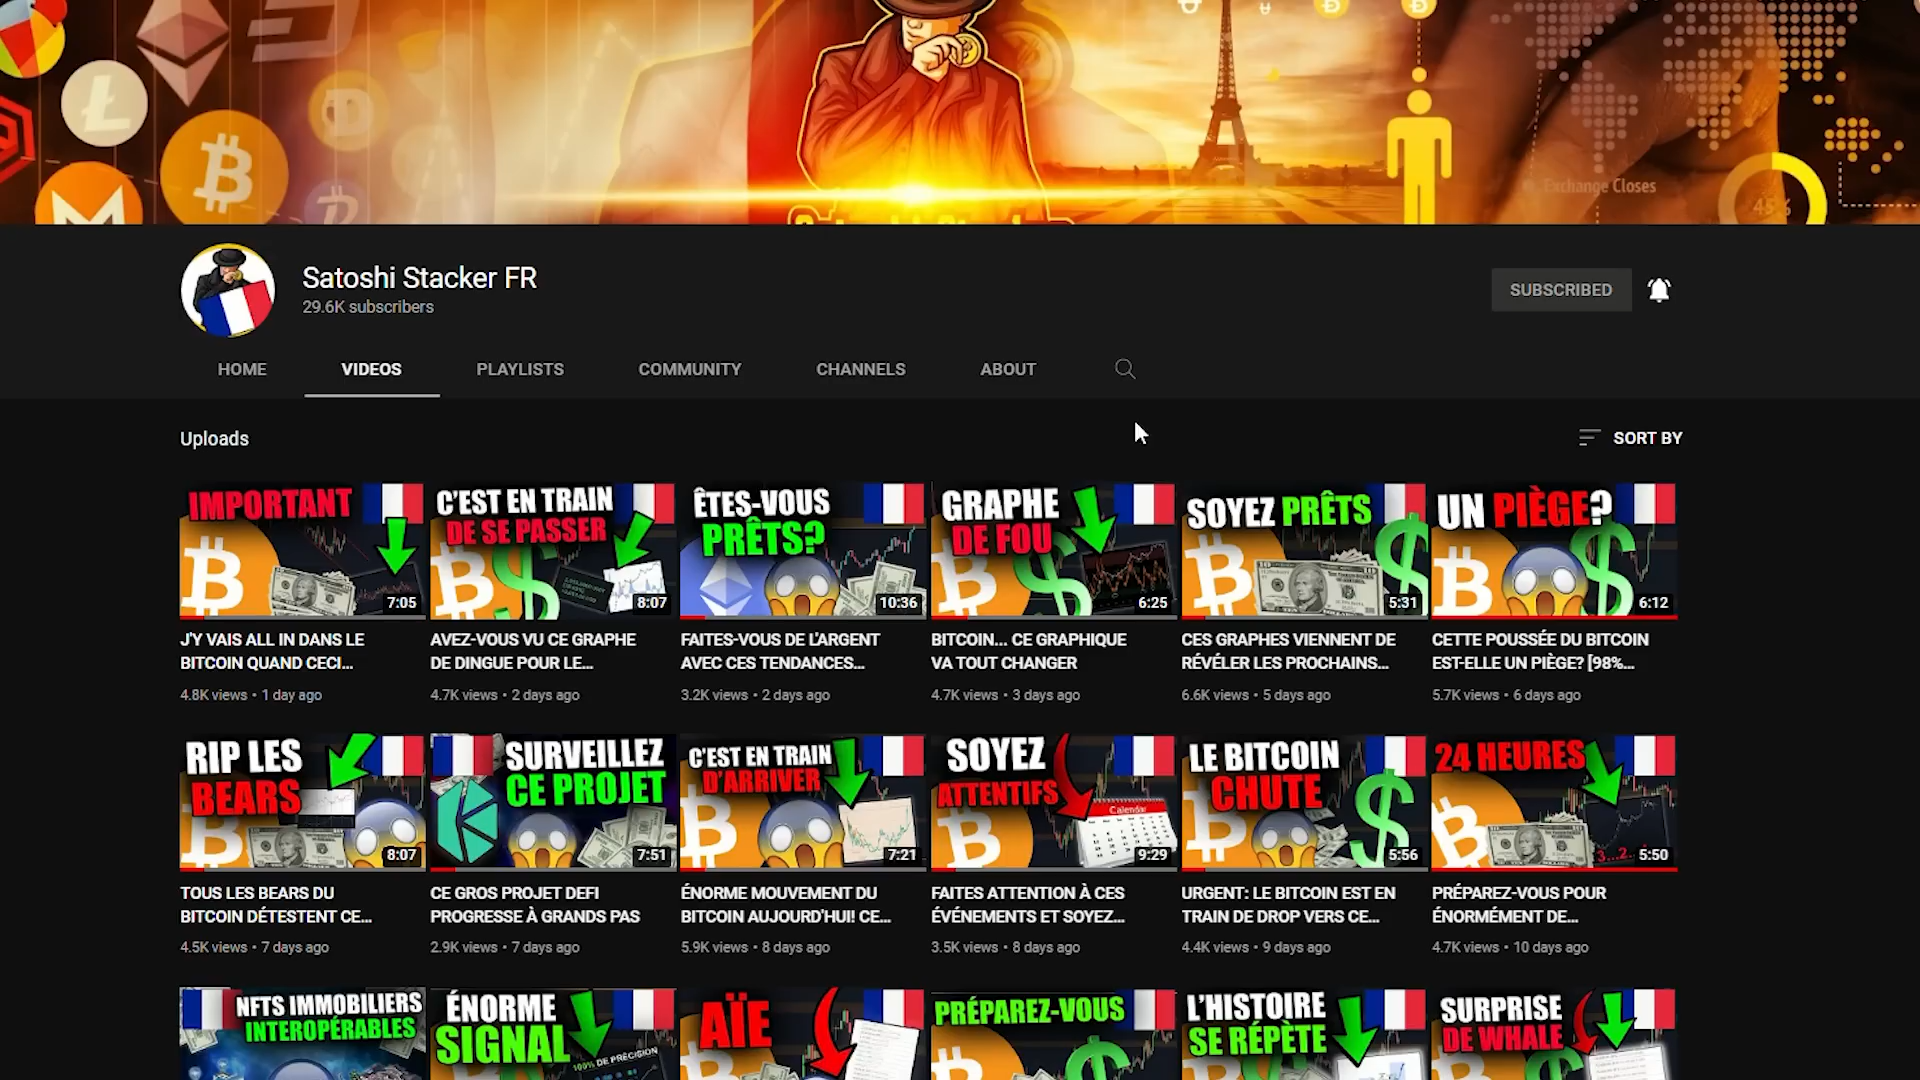 Exchange Closes
45%
Satoshi Stacker FR
29.6K subscribers
SUBSCRIBED
HOME
VIDEOS
PLAYLISTS
COMMUNITY
CHANNELS
ABOUT
Uploads
SORT BY
IMPORTANT
7:05
C'EST EN TRAIN
DE SE PASSER
8:07
ÊTES-VOUS
PRÊTS?
10:36
GRAPHE
DE FOU
6:25
SOYEZ PRÊTS
5:31
UN PIÈGE?
6:12
J'Y VAIS ALL IN DANS LE
BITCOIN QUAND CECI...
4.8K views • 1 day ago
AVEZ-VOUS VU CE GRAPHE
DE DINGUE POUR LE...
4.7K views • 2 days ago
FAITES-VOUS DE L'ARGENT
AVEC CES TENDANCES...
3.2K views • 2 days ago
BITCOIN... CE GRAPHIQUE
VA TOUT CHANGER
4.7K views • 3 days ago
CES GRAPHES VIENNENT DE
RÉVÉLER LES PROCHAINS...
6.6K views • 5 days ago
CETTE POUSSÉE DU BITCOIN
EST-ELLE UN PIÈGE? [98%...
5.7K views • 6 days ago
RIP LES
BEARS
8:07
SURVEILLEZ
CE PROJET
7:51
C'EST EN TRAIN
D'ARRIVER
7:21
SOYEZ
ATTENTIFS
Calendar
9:29
LE BITCOIN
CHUTE
5:56
24 HEURES
3...2...
5:50
TOUS LES BEARS DU
BITCOIN DÉTESTENT CE...
4.5K views • 7 days ago
CE GROS PROJET DEFI
PROGRESSE À GRANDS PAS
2.9K views • 7 days ago
ÉNORME MOUVEMENT DU
BITCOIN AUJOURD'HUI! CE...
5.9K views • 8 days ago
FAITES ATTENTION À CES
ÉVÉNEMENTS ET SOYEZ...
3.5K views • 8 days ago
URGENT: LE BITCOIN EST EN
TRAIN DE DROP VERS CE...
4.4K views • 9 days ago
PRÉPAREZ-VOUS POUR
ÉNORMÉMENT DE...
4.7K views • 10 days ago
NFTS IMMOBILIERS
INTEROPÉRABLES
ÉNORME
SIGNAL
100% DE PRÉCISION
AÏE
PRÉPAREZ-VOUS
L'HISTOIRE
SE RÉPÈTE
SURPRISE
DE WHALE